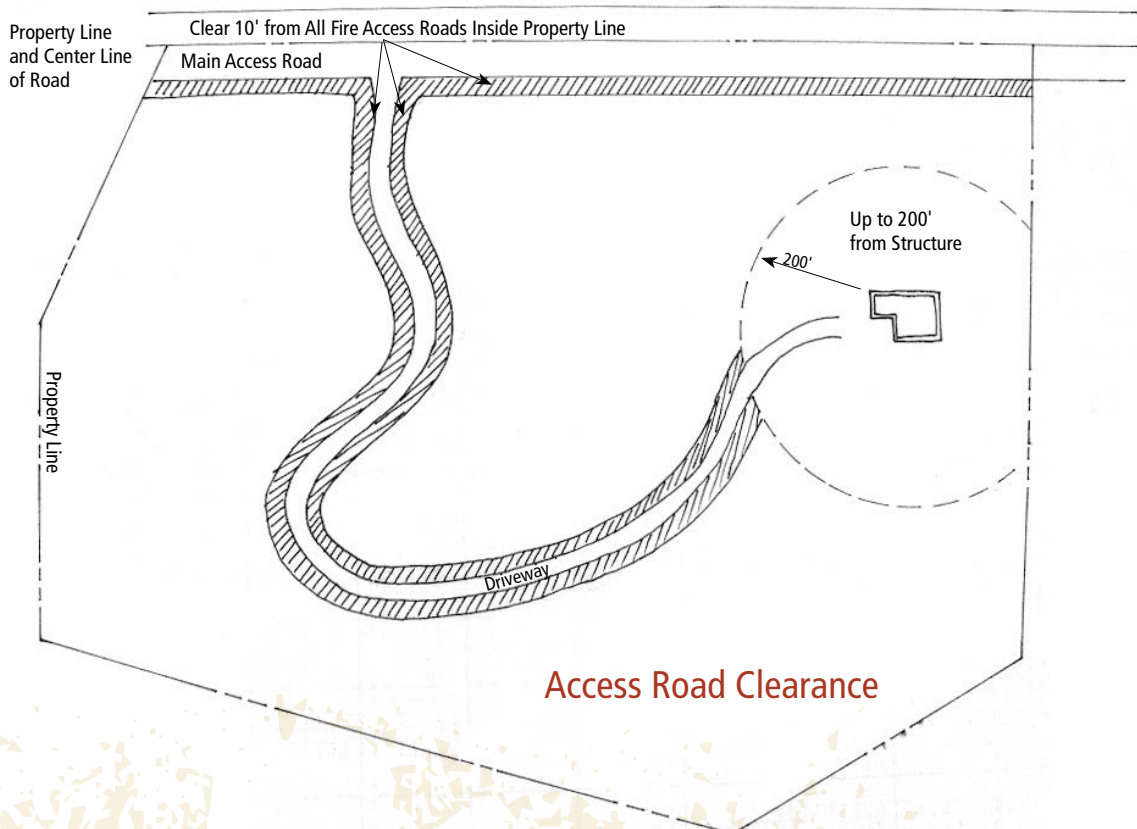 Property Line
and Center Line
of Road
Clear 10' from All Fire Access Roads Inside Property Line
Main Access Road
Up to 200'
from Structure
200'
Property Line
Driveway
Access Road Clearance